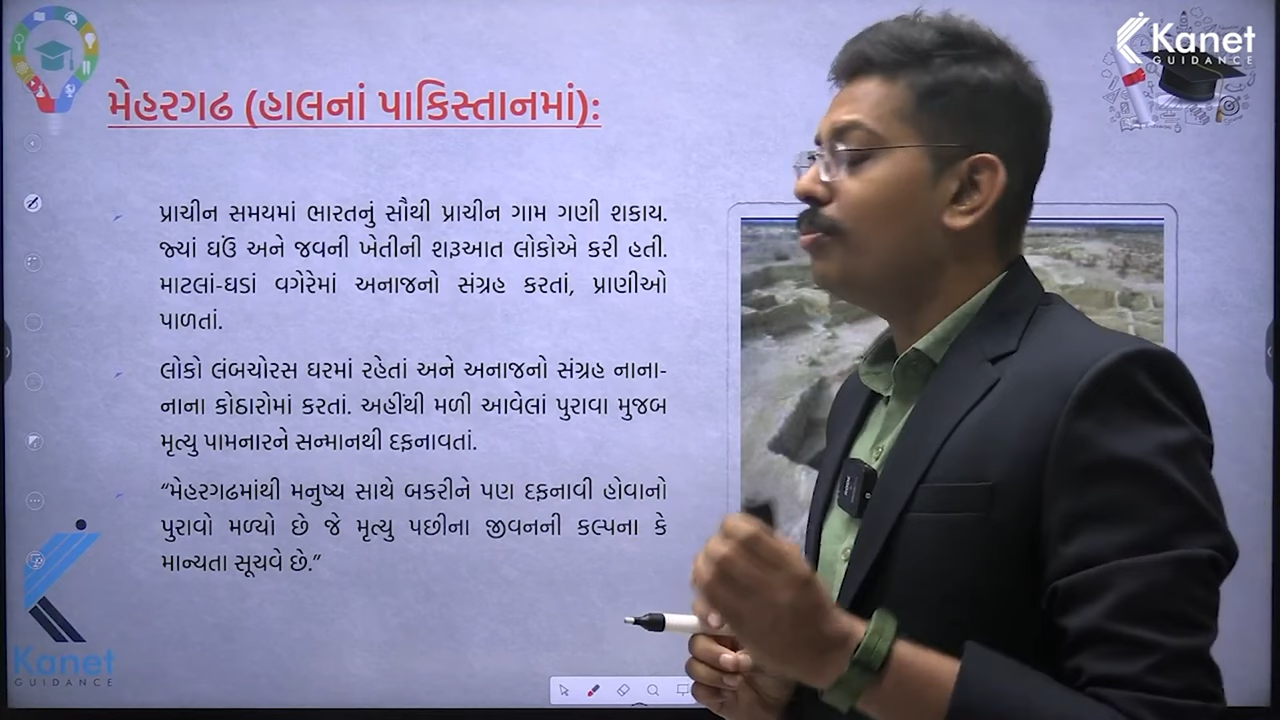 Kanet
GUIDANCE
મેહરગઢ (હાલનાં પાકિસ્તાનમાં):
પ્રાચીન સમયમાં ભારતનું સૌથી પ્રાચીન ગામ ગણી શકાય.
જ્યાં ઘઉં અને જવની ખેતીની શરૂઆત લોકોએ કરી હતી.
માટલાં-ઘડાં વગેરેમાં અનાજનો સંગ્રહ કરતાં, પ્રાણીઓ
પાળતાં.
લોકો લંબચોરસ ઘરમાં રહેતાં અને અનાજનો સંગ્રહ નાના-
નાના કોઠારોમાં કરતાં. અહીંથી મળી આવેલાં પુરાવા મુજબ
મૃત્યુ પામનારને સન્માનથી દફનાવતાં.
“મેહરગઢમાંથી મનુષ્ય સાથે બકરીને પણ દફનાવી હોવાનો
પુરાવો મળ્યો છે જે મૃત્યુ પછીના જીવનની કલ્પના કે
માન્યતા સૂચવે છે.”
Kanet
GUIDANCE